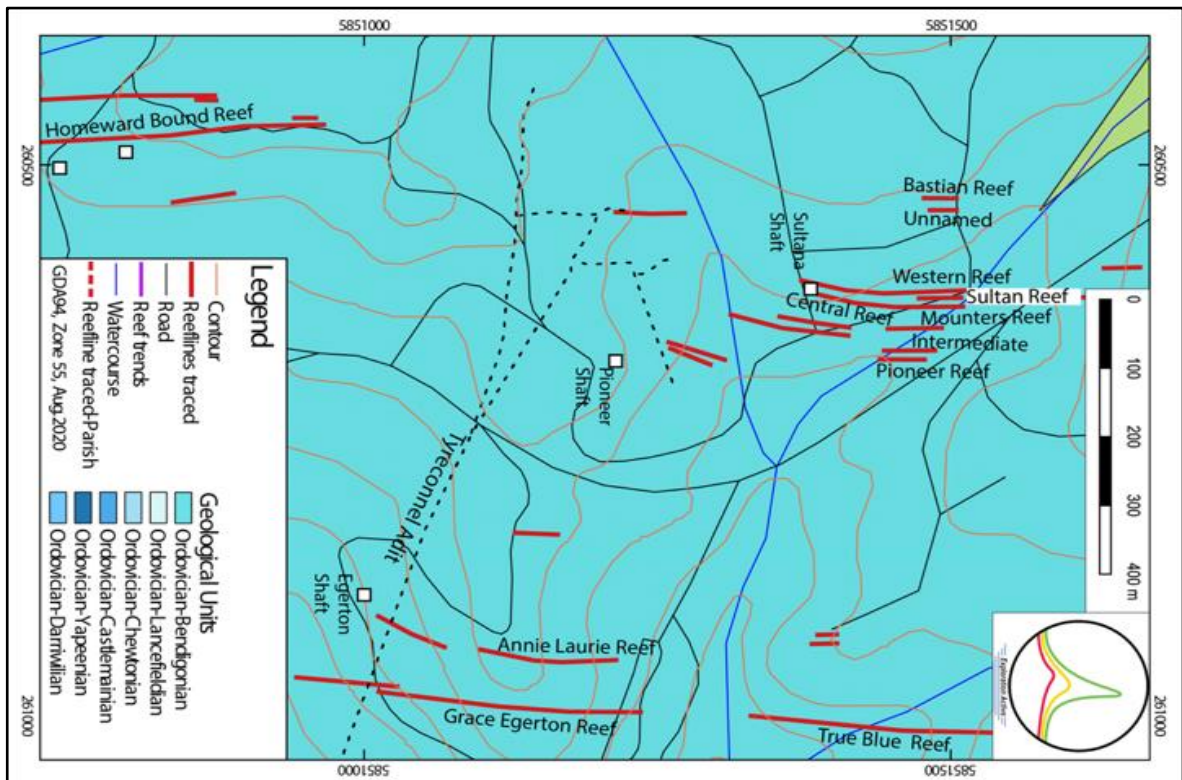 5851000
5851500
Homeward Bound Reef
260500
260500
Bastian Reef
Unnamed
Sultana
Shaft
Western Reef
Sultan Reef
Central Reef
Mounters Reef
Intermediate
Pioneer Reef
Pioneer
Shaft
0
100
200
300
400 m
Tyreconnel Adit
Egerton
Shaft
Annie Laurie Reef
Grace Egerton Reef
True Blue Reef
261000
261000
Legend
Contour
Reeflines traced
Road
Reef trends
Watercourse
Reefline traced-Parish
GDA94, Zone 55, Aug.2020
Geological Units
Ordovician-Bendigonian
Ordovician-Lancefieldian
Ordovician-Chewtonian
Ordovician-Castlemainian
Ordovician-Yapeenian
Ordovician-Darriwilian
Exploration Active
5851000
5851500